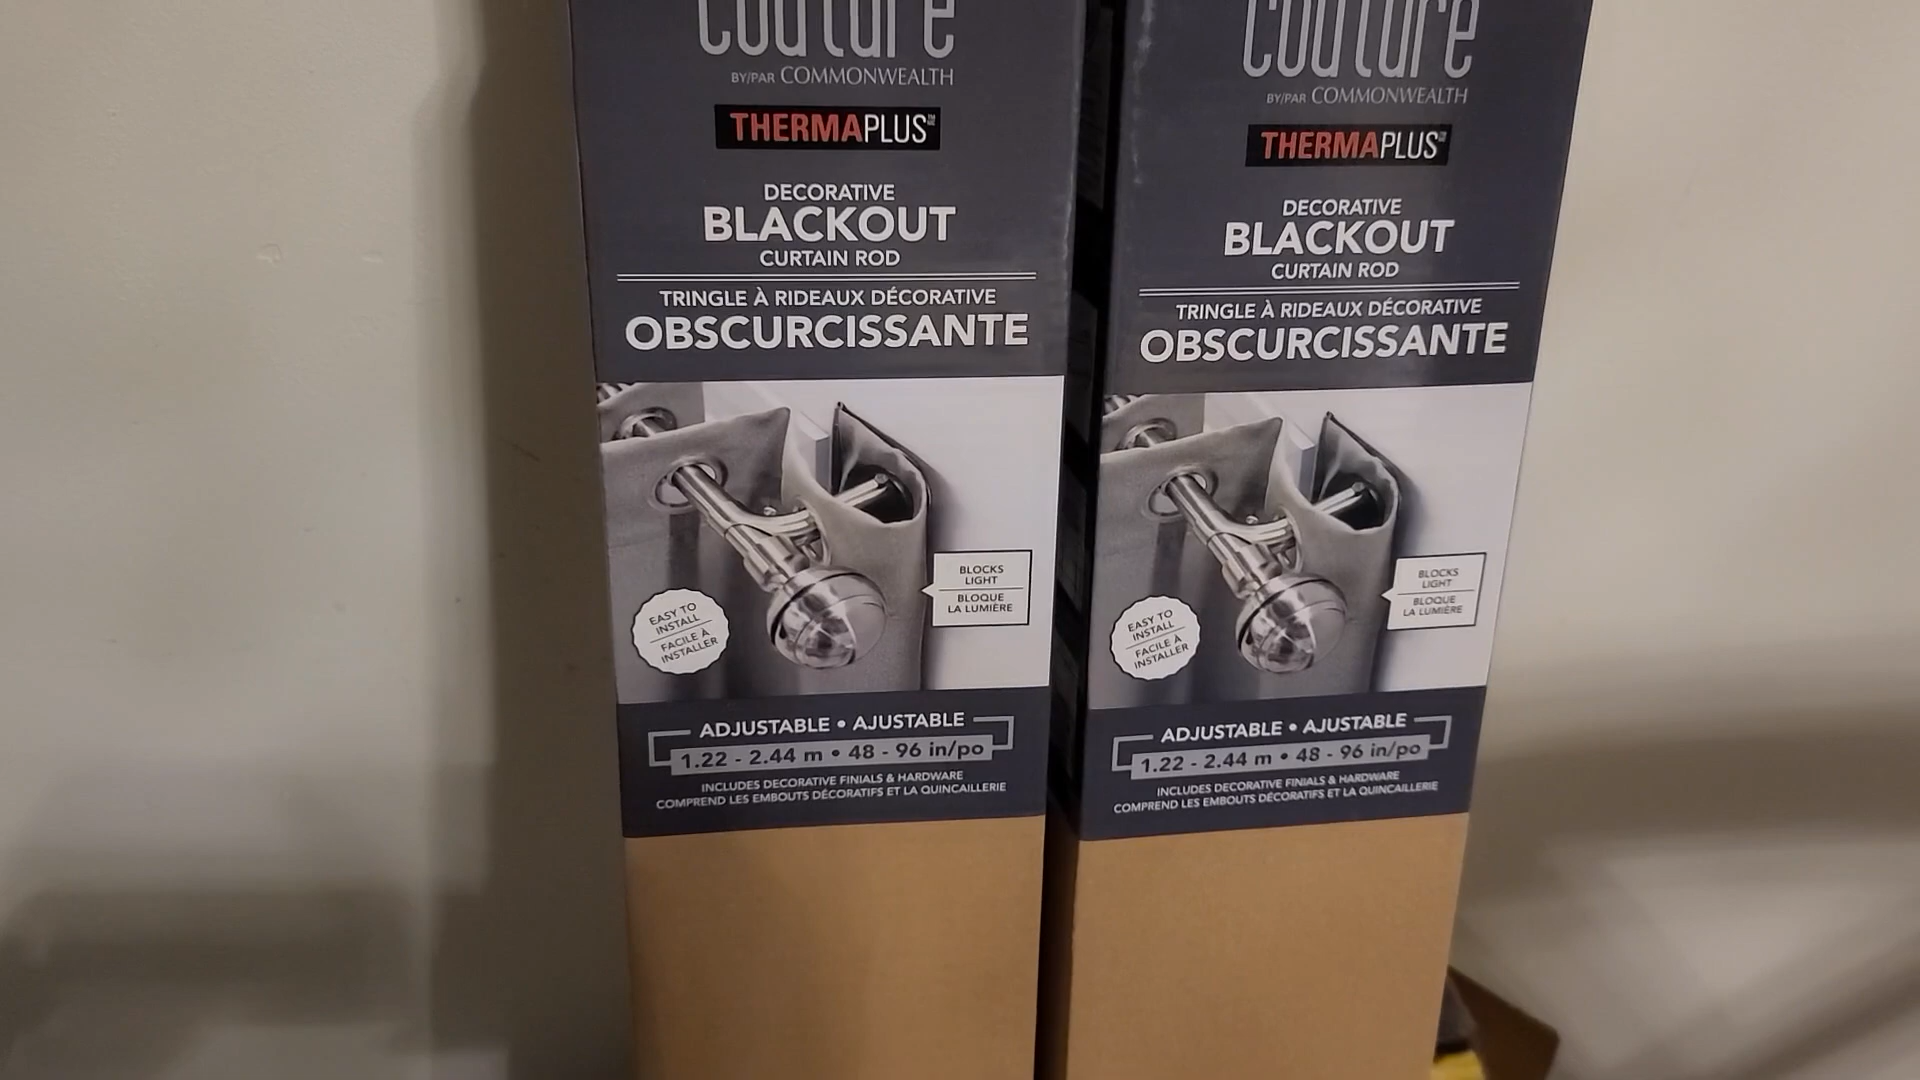 couture
BY/PAR COMMONWEALTH
THERMAPLUS
DECORATIVE
BLACKOUT
CURTAIN ROD
TRINGLE À RIDEAUX DÉCORATIVE
OBSCURCISSANTE
BLOCKS
LIGHT
BLOQUE
LA LUMIÈRE
EASY TO
INSTALL
FACILE À
INSTALLER
ADJUSTABLE • AJUSTABLE
1.22 - 2.44 m • 48 - 96 in/po
INCLUDES DECORATIVE FINIALS & HARDWARE
COMPREND LES EMBOUTS DÉCORATIFS ET LA QUINCAILLERIE
couture
BY/PAR COMMONWEALTH
THERMAPLUS
DECORATIVE
BLACKOUT
CURTAIN ROD
TRINGLE À RIDEAUX DÉCORATIVE
OBSCURCISSANTE
BLOCKS
LIGHT
BLOQUE
LA LUMIÈRE
EASY TO
INSTALL
FACILE À
INSTALLER
ADJUSTABLE • AJUSTABLE
1.22 - 2.44 m • 48 - 96 in/po
INCLUDES DECORATIVE FINIALS & HARDWARE
COMPREND LES EMBOUTS DÉCORATIFS ET LA QUINCAILLERIE